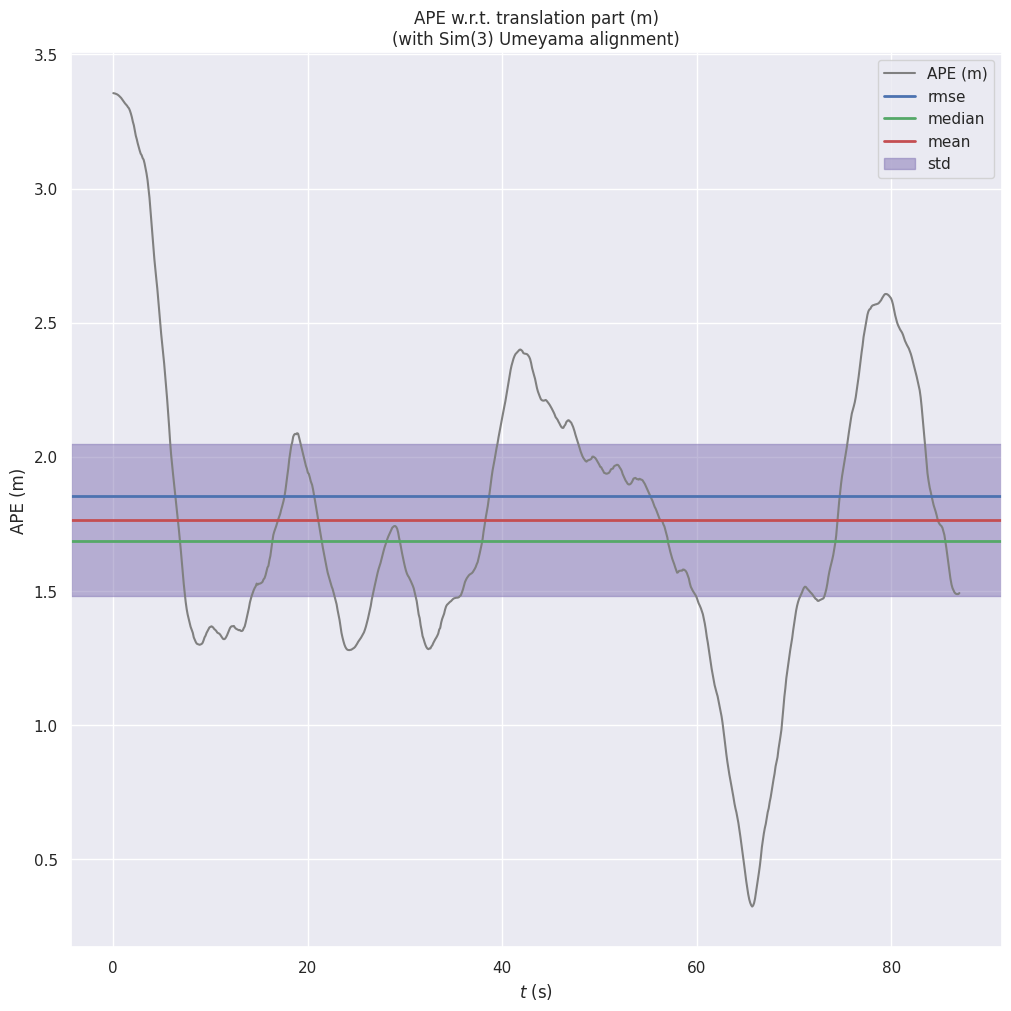 APE w.r.t. translation part (m)
(with Sim(3) Umeyama alignment)
APE (m)
rmse
median
mean
std
3.5
3.0
2.5
2.0
1.5
1.0
0.5
APE (m)
0 20 40 60 80
t (s)